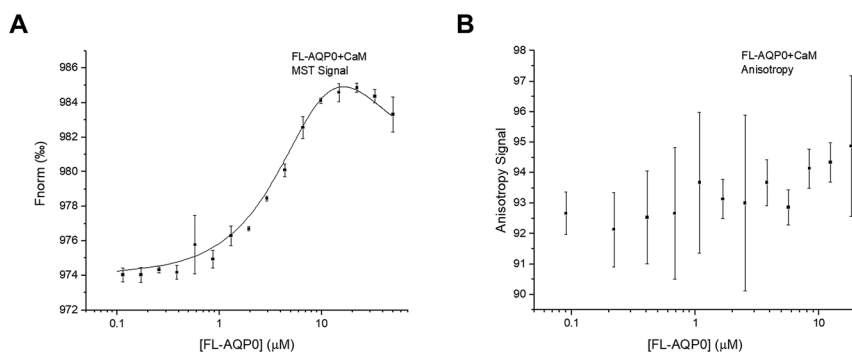 A
B
FL-AQP0+CaM
MST Signal
986
984
982
980
978
976
974
972
Fnorm (‰)
0.1
1
10
[FL-AQP0] (μM)
FL-AQP0+CaM
Anisotropy
98
97
96
95
94
93
92
91
90
Anisotropy Signal
0.1
1
10
[FL-AQP0] (μM)